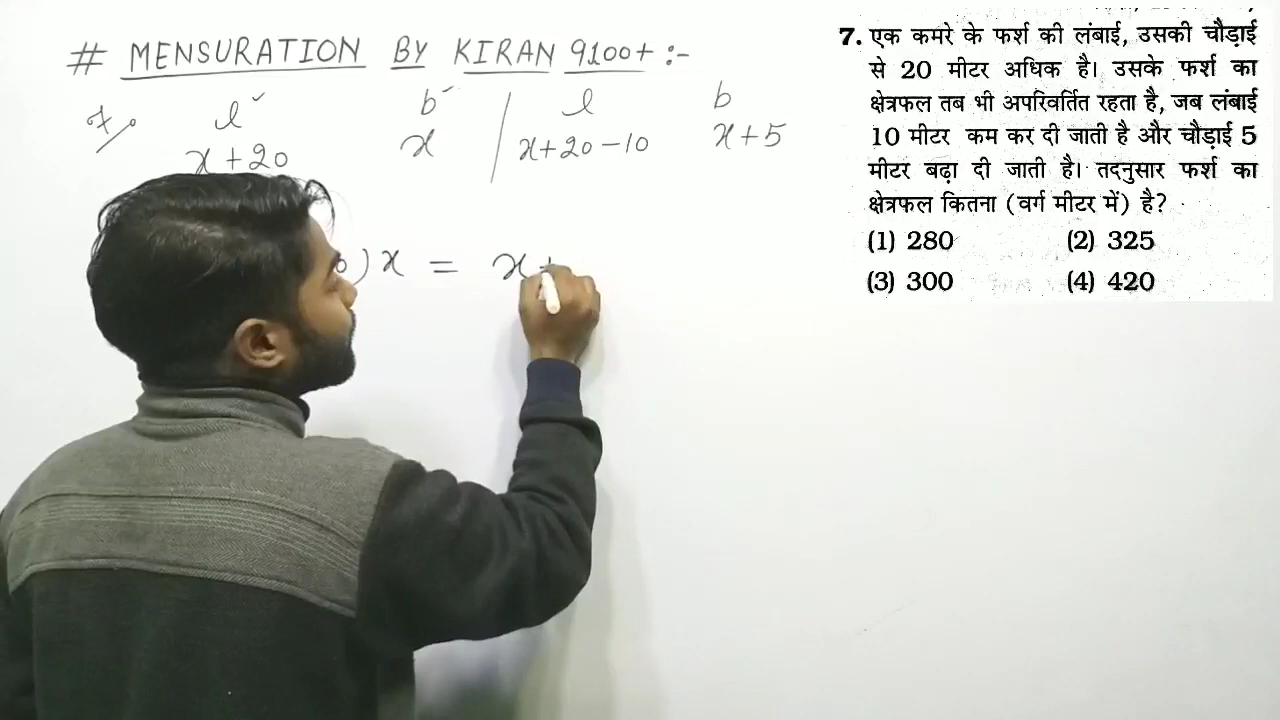 # MENSURATION BY KIRAN 9100+ :-
7. l b l b
x + 20 x x+20-10 x+5
)x = x+
7. एक कमरे के फर्श की लंबाई, उसकी चौड़ाई
से 20 मीटर अधिक है। उसके फर्श का
क्षेत्रफल तब भी अपरिवर्तित रहता है, जब लंबाई
10 मीटर कम कर दी जाती है और चौड़ाई 5
मीटर बढ़ा दी जाती है। तदनुसार फर्श का
क्षेत्रफल कितना (वर्ग मीटर में) है?
(1) 280 (2) 325
(3) 300 (4) 420